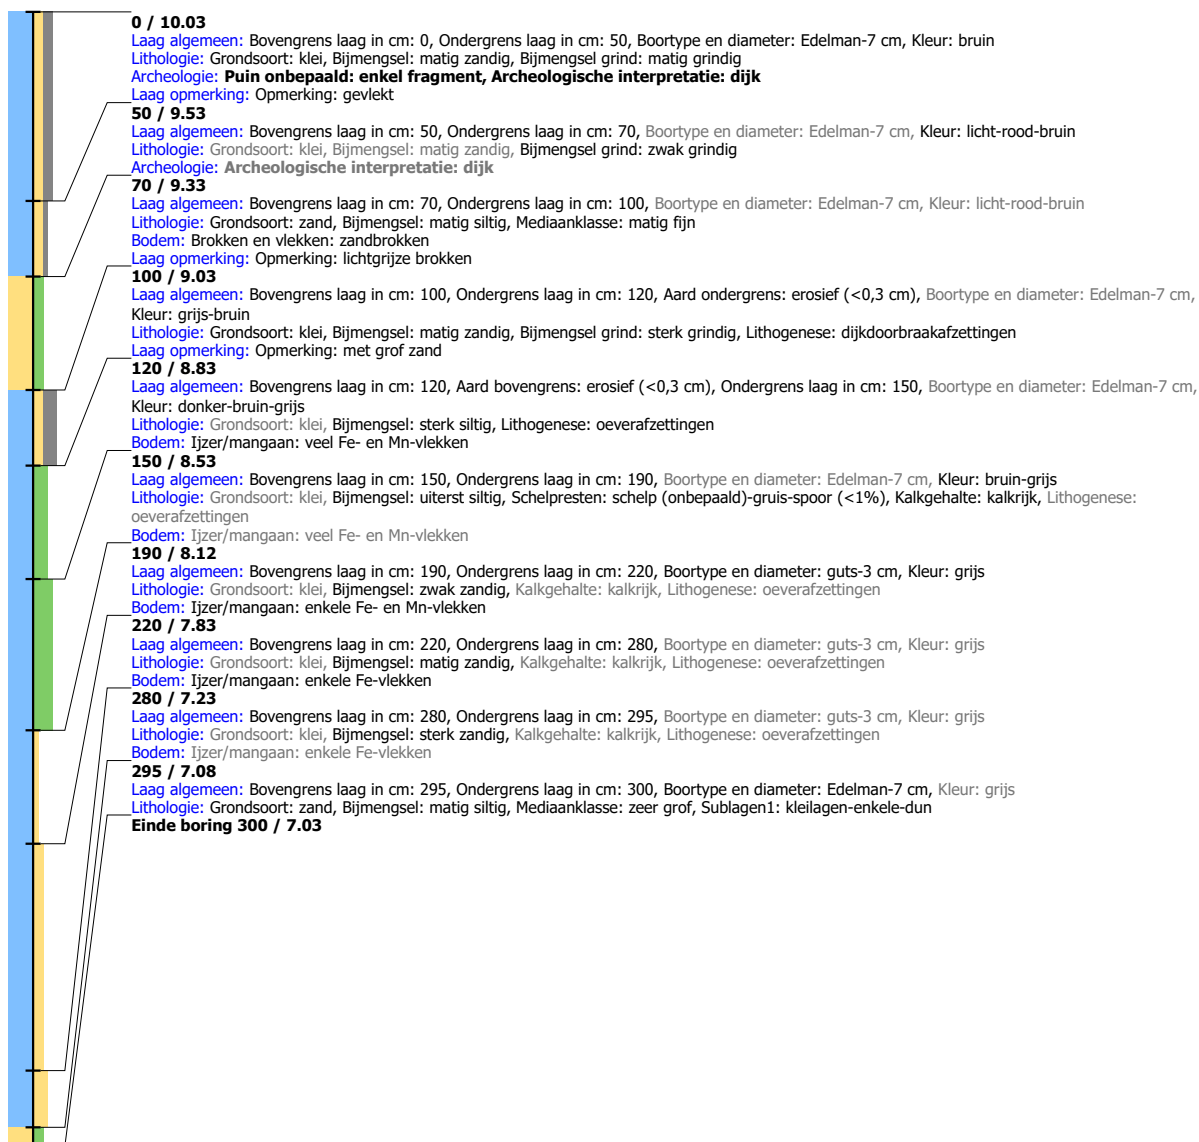 0 / 10.03
Laag algemeen: Bovengrens laag in cm: 0, Ondergrens laag in cm: 50, Boortype en diameter: Edelman-7 cm, Kleur: bruin
Lithologie: Grondsoort: klei, Bijmengsel: matig zandig, Bijmengsel grind: matig grindig
Archeologie: Puin onbepaald: enkel fragment, Archeologische interpretatie: dijk
Laag opmerking: Opmerking: gevlekt
50 / 9.53
Laag algemeen: Bovengrens laag in cm: 50, Ondergrens laag in cm: 70, Boortype en diameter: Edelman-7 cm, Kleur: licht-rood-bruin
Lithologie: Grondsoort: klei, Bijmengsel: matig zandig, Bijmengsel grind: zwak grindig
Archeologie: Archeologische interpretatie: dijk
70 / 9.33
Laag algemeen: Bovengrens laag in cm: 70, Ondergrens laag in cm: 100, Boortype en diameter: Edelman-7 cm, Kleur: licht-rood-bruin
Lithologie: Grondsoort: zand, Bijmengsel: matig siltig, Mediaanklasse: matig fijn
Bodem: Brokken en vlekken: zandbrokken
Laag opmerking: Opmerking: lichtgrijze brokken
100 / 9.03
Laag algemeen: Bovengrens laag in cm: 100, Ondergrens laag in cm: 120, Aard ondergrens: erosief (<0,3 cm), Boortype en diameter: Edelman-7 cm,
Kleur: grijs-bruin
Lithologie: Grondsoort: klei, Bijmengsel: matig zandig, Bijmengsel grind: sterk grindig, Lithogenese: dijkdoorbraakafzettingen
Laag opmerking: Opmerking: met grof zand
120 / 8.83
Laag algemeen: Bovengrens laag in cm: 120, Aard bovengrens: erosief (<0,3 cm), Ondergrens laag in cm: 150, Boortype en diameter: Edelman-7 cm,
Kleur: donker-bruin-grijs
Lithologie: Grondsoort: klei, Bijmengsel: sterk siltig, Lithogenese: oeverafzettingen
Bodem: Ijzer/mangaan: veel Fe- en Mn-vlekken
150 / 8.53
Laag algemeen: Bovengrens laag in cm: 150, Ondergrens laag in cm: 190, Boortype en diameter: Edelman-7 cm, Kleur: bruin-grijs
Lithologie: Grondsoort: klei, Bijmengsel: uiterst siltig, Schelpresten: schelp (onbepaald)-gruis-spoor (<1%), Kalkgehalte: kalkrijk, Lithogenese:
oeverafzettingen
Bodem: Ijzer/mangaan: veel Fe- en Mn-vlekken
190 / 8.12
Laag algemeen: Bovengrens laag in cm: 190, Ondergrens laag in cm: 220, Boortype en diameter: guts-3 cm, Kleur: grijs
Lithologie: Grondsoort: klei, Bijmengsel: zwak zandig, Kalkgehalte: kalkrijk, Lithogenese: oeverafzettingen
Bodem: Ijzer/mangaan: enkele Fe- en Mn-vlekken
220 / 7.83
Laag algemeen: Bovengrens laag in cm: 220, Ondergrens laag in cm: 280, Boortype en diameter: guts-3 cm, Kleur: grijs
Lithologie: Grondsoort: klei, Bijmengsel: matig zandig, Kalkgehalte: kalkrijk, Lithogenese: oeverafzettingen
Bodem: Ijzer/mangaan: enkele Fe-vlekken
280 / 7.23
Laag algemeen: Bovengrens laag in cm: 280, Ondergrens laag in cm: 295, Boortype en diameter: guts-3 cm, Kleur: grijs
Lithologie: Grondsoort: klei, Bijmengsel: sterk zandig, Kalkgehalte: kalkrijk, Lithogenese: oeverafzettingen
Bodem: Ijzer/mangaan: enkele Fe-vlekken
295 / 7.08
Laag algemeen: Bovengrens laag in cm: 295, Ondergrens laag in cm: 300, Boortype en diameter: Edelman-7 cm, Kleur: grijs
Lithologie: Grondsoort: zand, Bijmengsel: matig siltig, Mediaanklasse: zeer grof, Sublagen1: kleilagen-enkele-dun
Einde boring 300 / 7.03